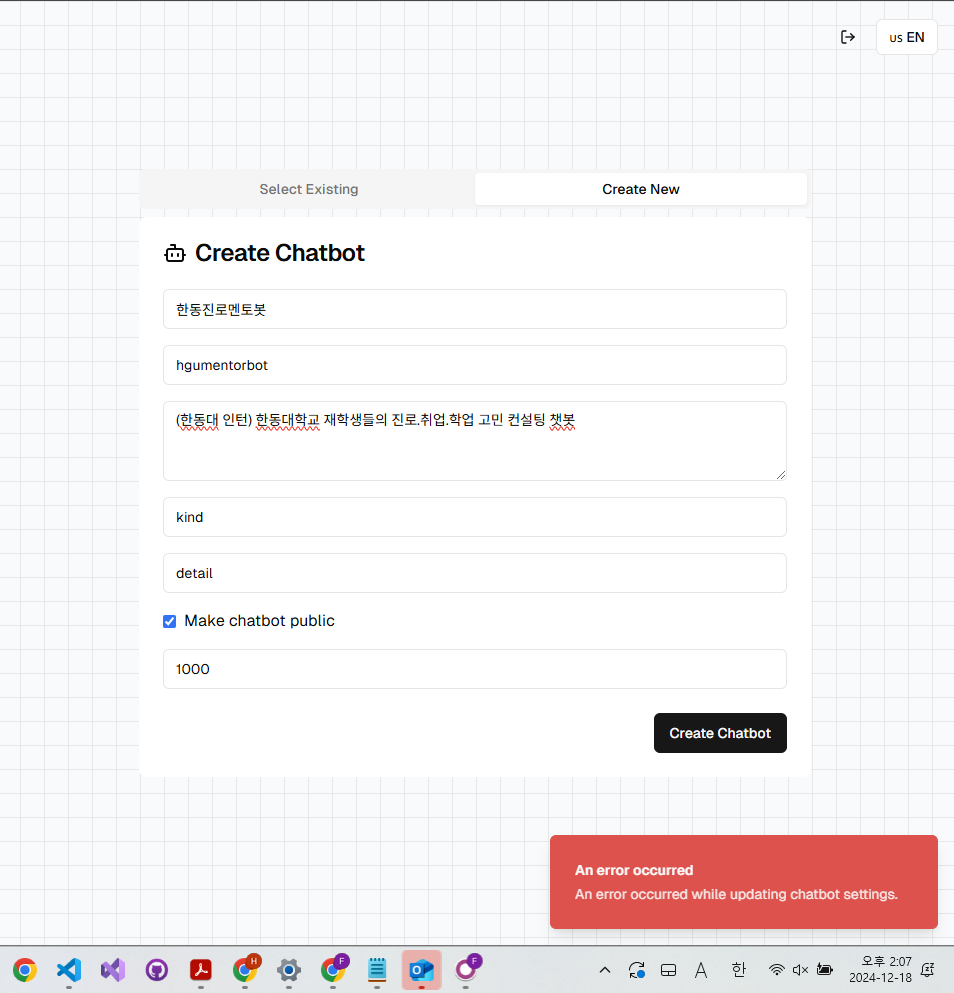 us EN
Select Existing
Create New
Create Chatbot
한동진로멘토봇
hgumentorbot
(한동대 인턴) 한동대학교 재학생들의 진로.취업.학업 고민 컨설팅 챗봇
kind
detail
Make chatbot public
1000
Create Chatbot
An error occurred
An error occurred while updating chatbot settings.
H
F
F
A
한
오후 2:07
2024-12-18